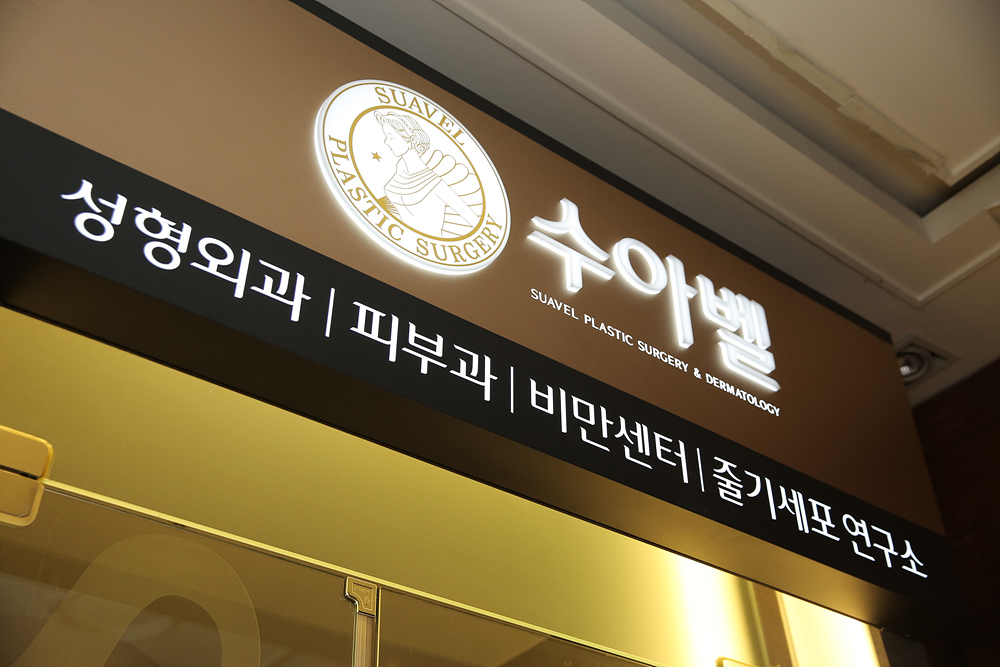 SUAVEL
PLASTIC SURGERY
수아벨
SUAVEL PLASTIC SURGERY & DERMATOLOGY
성형외과 | 피부과 | 비만센터 | 줄기세포 연구소